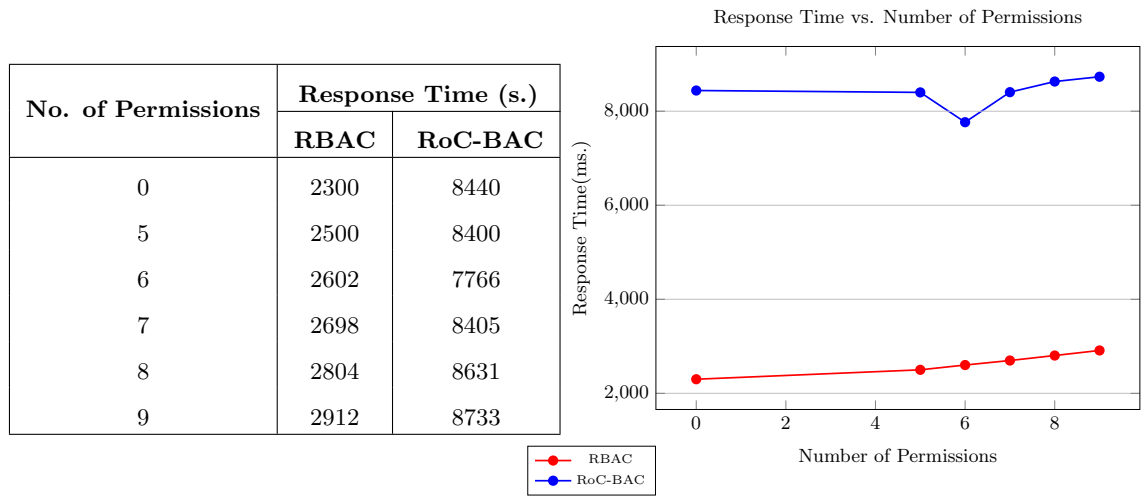 No. of Permissions
Response Time (s.)
RBAC RoC-BAC
0 2300 8440
5 2500 8400
6 2602 7766
7 2698 8405
8 2804 8631
9 2912 8733
Response Time vs. Number of Permissions
Response Time(ms.)
8,000
6,000
4,000
2,000
0 2 4 6 8
Number of Permissions
RBAC
RoC-BAC